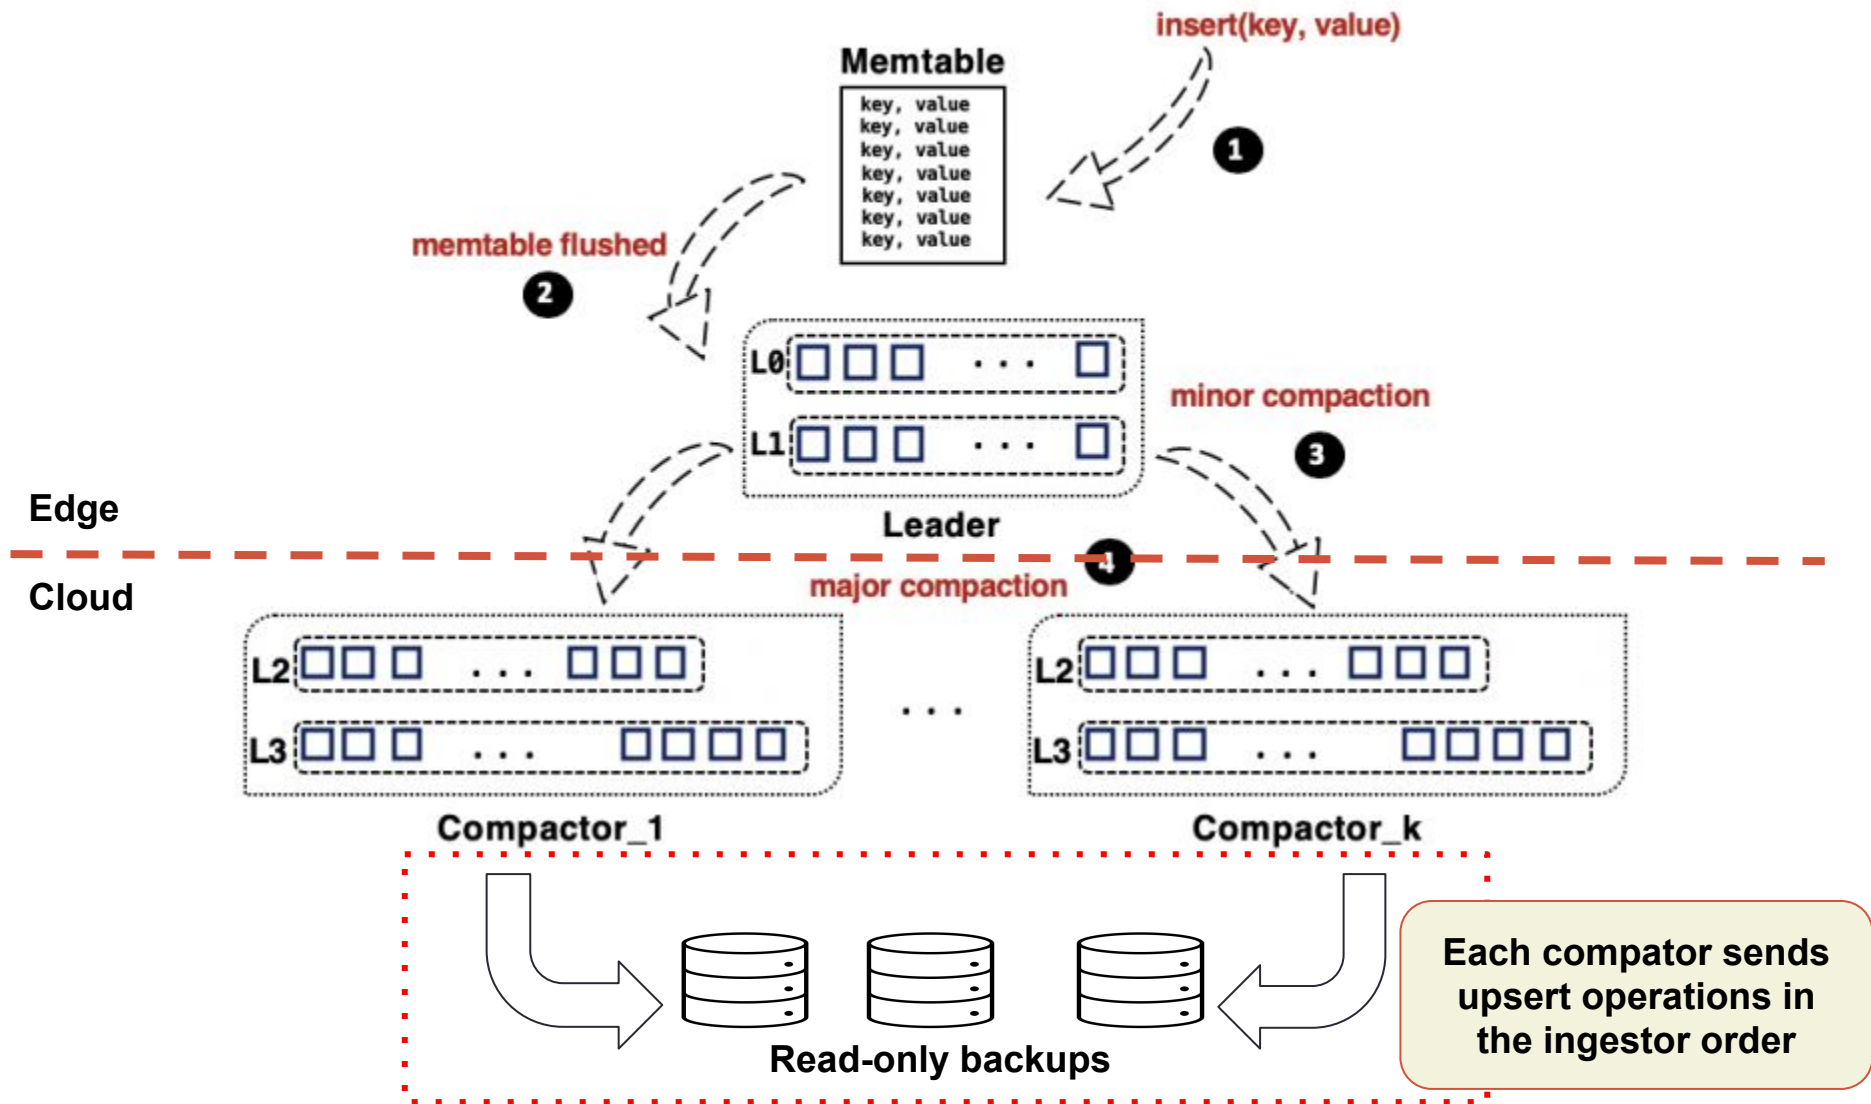 insert(key, value)
Memtable
key, value
key, value
key, value
key, value
key, value
key, value
key, value
1
memtable flushed
2
L0 . . .
L1 . . .
minor compaction
3
Leader
Edge
4
major compaction
Cloud
L2 . . .
L3 . . .
. . .
L2 . . .
L3 . . .
Compactor_1
Compactor_k
Each compator sends
upsert operations in
the ingestor order
Read-only backups